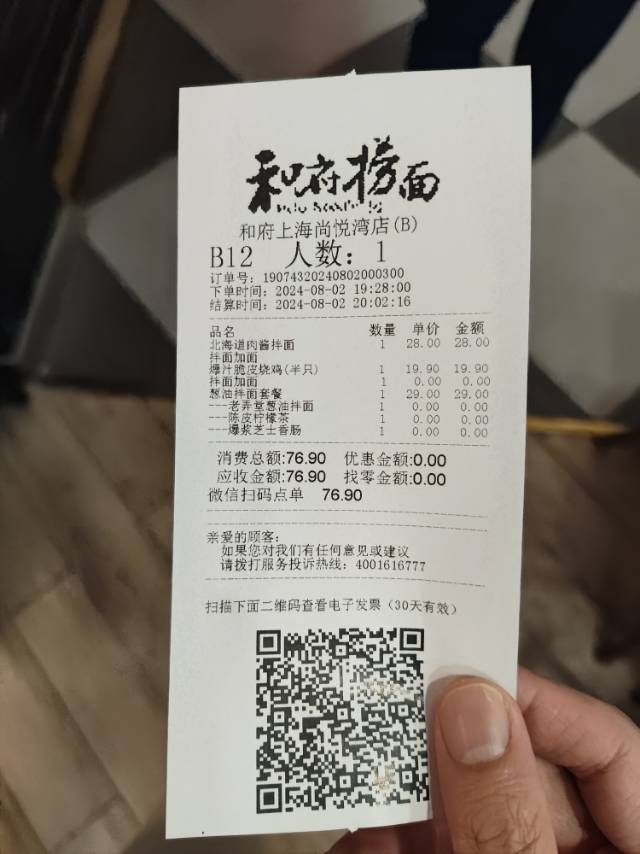 和府捞面
和府上海尚悦湾店(B)
B12 人数：1
订单号：19074320240802000300
下单时间：2024-08-02 19:28:00
结算时间：2024-08-02 20:02:16
品名 数量 单价 金额
北海道肉酱拌面 1 28.00 28.00
拌面加面
爆汁脆皮烧鸡(半只) 1 19.90 19.90
拌面加面 1 0.00 0.00
葱油拌面套餐 1 29.00 29.00
---老弄堂葱油拌面 1 0.00 0.00
---陈皮柠檬茶 1 0.00 0.00
---爆浆芝士香肠 1 0.00 0.00
消费总额:76.90 优惠金额:0.00
应收金额:76.90 找零金额:0.00
微信扫码点单 76.90
亲爱的顾客：
如果您对我们有任何意见或建议
请拨打服务投诉热线：4001616777
扫描下面二维码查看电子发票（30天有效）